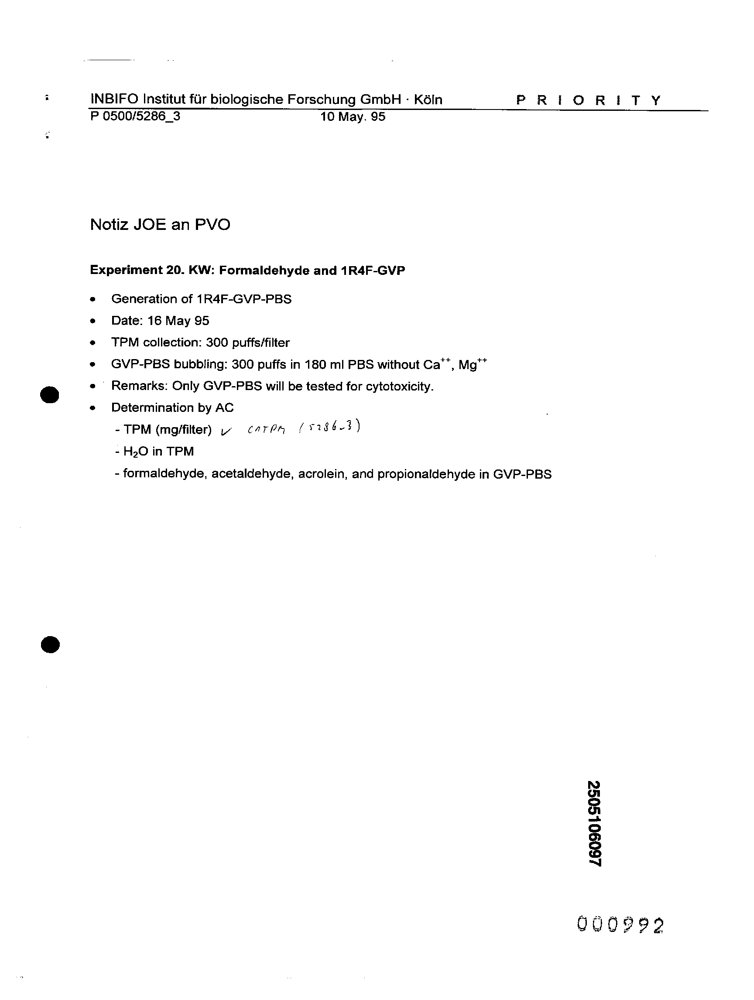 INBIFO Institut für biologische Forschung GmbH · Köln P R I O R I T Y
P 0500/5286_3 10 May. 95
Notiz JOE an PVO
Experiment 20. KW: Formaldehyde and 1R4F-GVP
• Generation of 1R4F-GVP-PBS
• Date: 16 May 95
• TPM collection: 300 puffs/filter
• GVP-PBS bubbling: 300 puffs in 180 ml PBS without Ca⁺⁺, Mg⁺⁺
• Remarks: Only GVP-PBS will be tested for cytotoxicity.
• Determination by AC
- TPM (mg/filter) ✓ (5286-3)
- H₂O in TPM
- formaldehyde, acetaldehyde, acrolein, and propionaldehyde in GVP-PBS
2505106097
000992